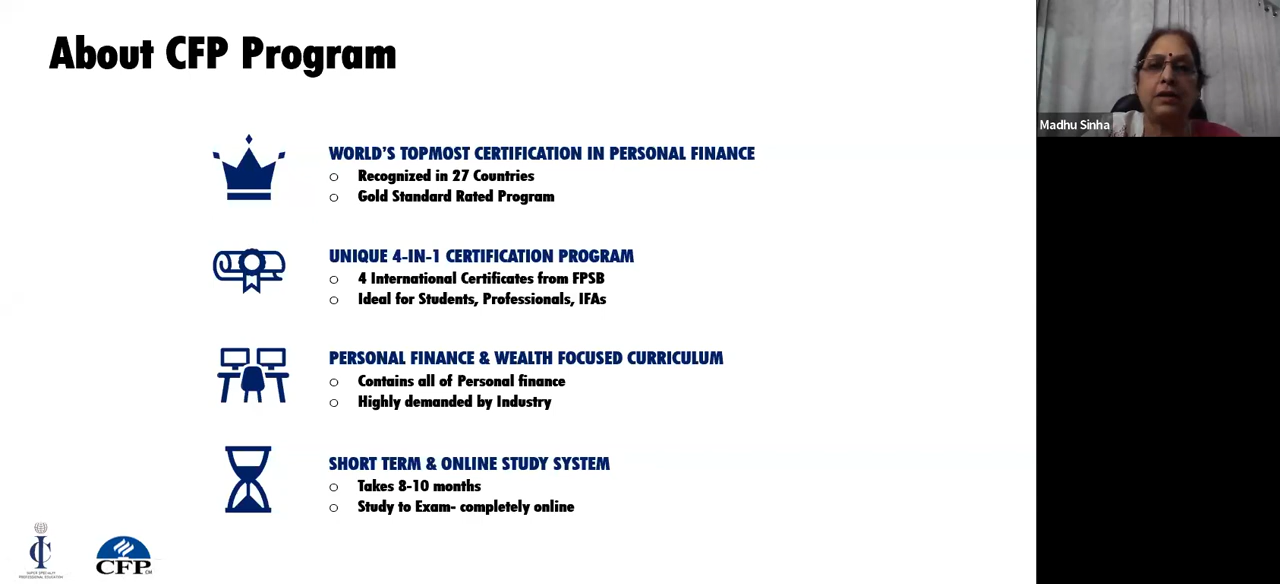 About CFP Program
WORLD'S TOPMOST CERTIFICATION IN PERSONAL FINANCE
Recognized in 27 Countries
Gold Standard Rated Program
UNIQUE 4-IN-1 CERTIFICATION PROGRAM
4 International Certificates from FPSB
Ideal for Students, Professionals, IFAs
PERSONAL FINANCE & WEALTH FOCUSED CURRICULUM
Contains all of Personal finance
Highly demanded by Industry
SHORT TERM & ONLINE STUDY SYSTEM
Takes 8-10 months
Study to Exam- completely online
PROFESSIONAL EDUCATION
CFP
Madhu Sinha